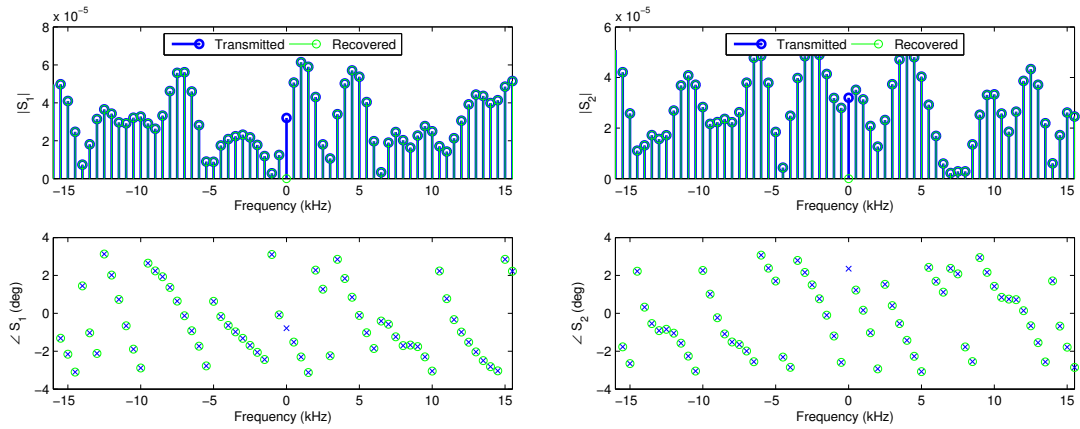 x 10⁻⁵
8
6
4
2
0
|S₁|
Transmitted Recovered
−15 −10 −5 0 5 10 15
Frequency (kHz)
x 10⁻⁵
6
4
2
0
|S₂|
Transmitted Recovered
−15 −10 −5 0 5 10 15
Frequency (kHz)
4
2
0
−2
−4
∠ S₁ (deg)
−15 −10 −5 0 5 10 15
Frequency (kHz)
4
2
0
−2
−4
∠ S₂ (deg)
−15 −10 −5 0 5 10 15
Frequency (kHz)